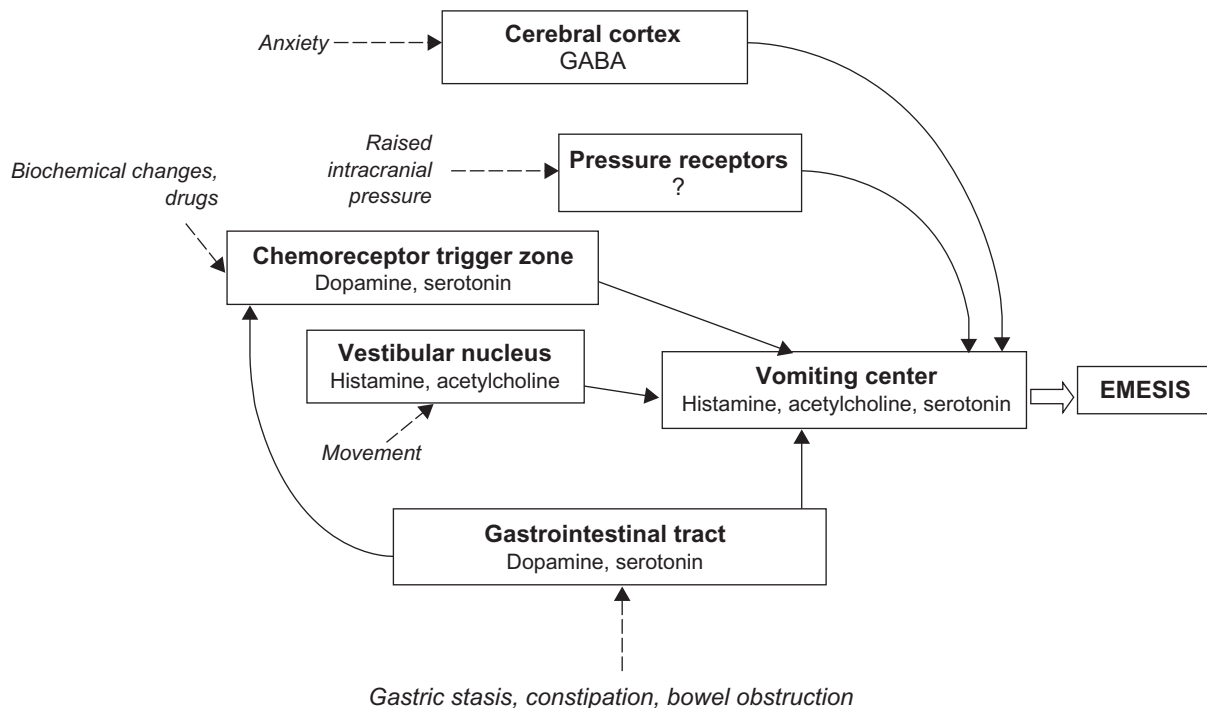 Anxiety
Cerebral cortex
GABA
Raised
intracranial
pressure
Pressure receptors
?
Biochemical changes,
drugs
Chemoreceptor trigger zone
Dopamine, serotonin
Vestibular nucleus
Histamine, acetylcholine
Movement
Vomiting center
Histamine, acetylcholine, serotonin
EMESIS
Gastrointestinal tract
Dopamine, serotonin
Gastric stasis, constipation, bowel obstruction